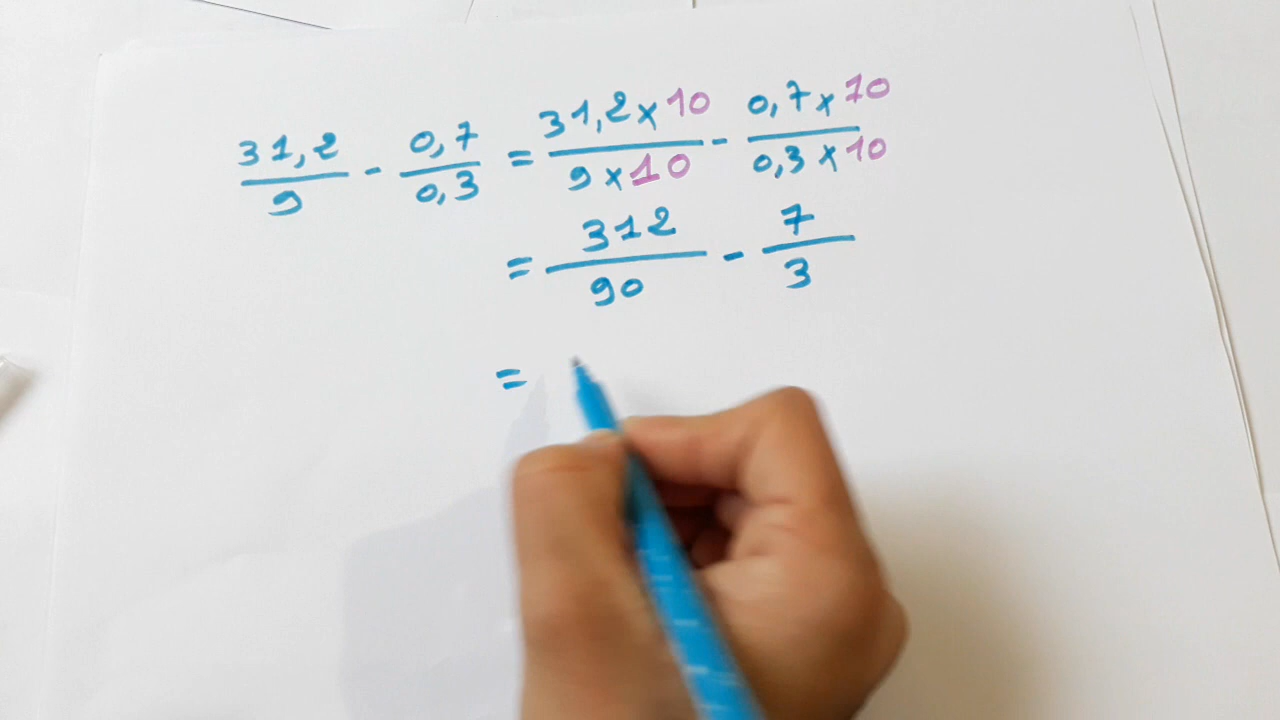 31,2/9 - 0,7/0,3 = 31,2 x 10/9 x 10 - 0,7 x 10/0,3 x 10
= 312/90 - 7/3
=